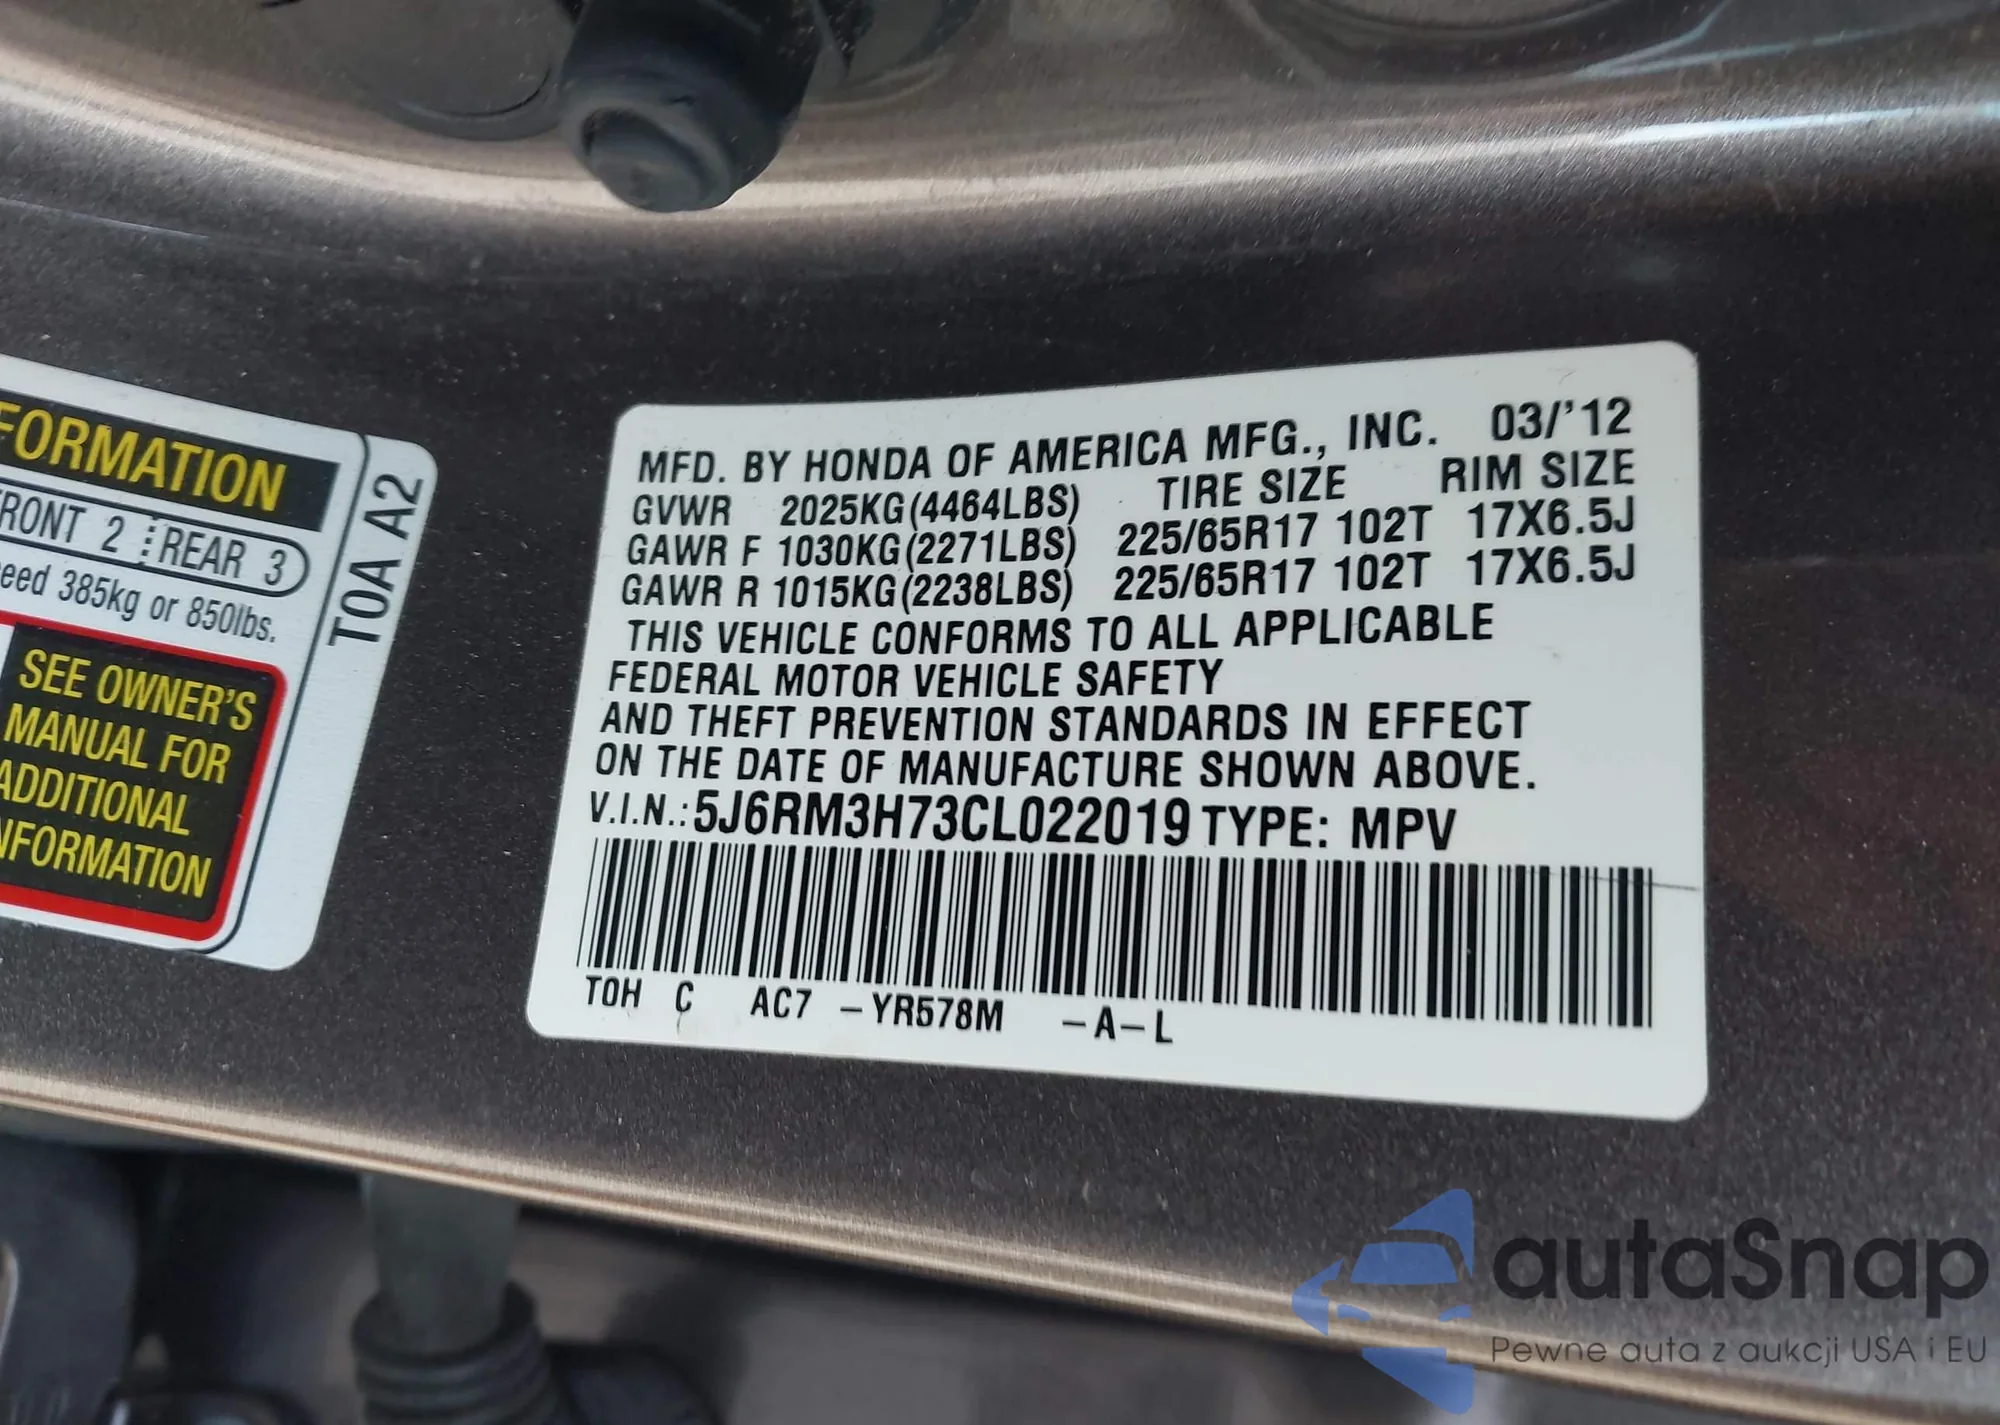 FORMATION
FRONT 2 REAR 3
385kg or 850lbs.
SEE OWNER'S
MANUAL FOR
ADDITIONAL
INFORMATION
T0A A2
MFD. BY HONDA OF AMERICA MFG., INC. 03/'12
GVWR 2025KG(4464LBS) TIRE SIZE RIM SIZE
GAWR F 1030KG(2271LBS) 225/65R17 102T 17X6.5J
GAWR R 1015KG(2238LBS) 225/65R17 102T 17X6.5J
THIS VEHICLE CONFORMS TO ALL APPLICABLE
FEDERAL MOTOR VEHICLE SAFETY
AND THEFT PREVENTION STANDARDS IN EFFECT
ON THE DATE OF MANUFACTURE SHOWN ABOVE.
V.I.N.: 5J6RM3H73CL022019 TYPE: MPV
T0H C AC7 -YR578M -A-L
autaSnap
Pewne auta z aukcji USA i EU